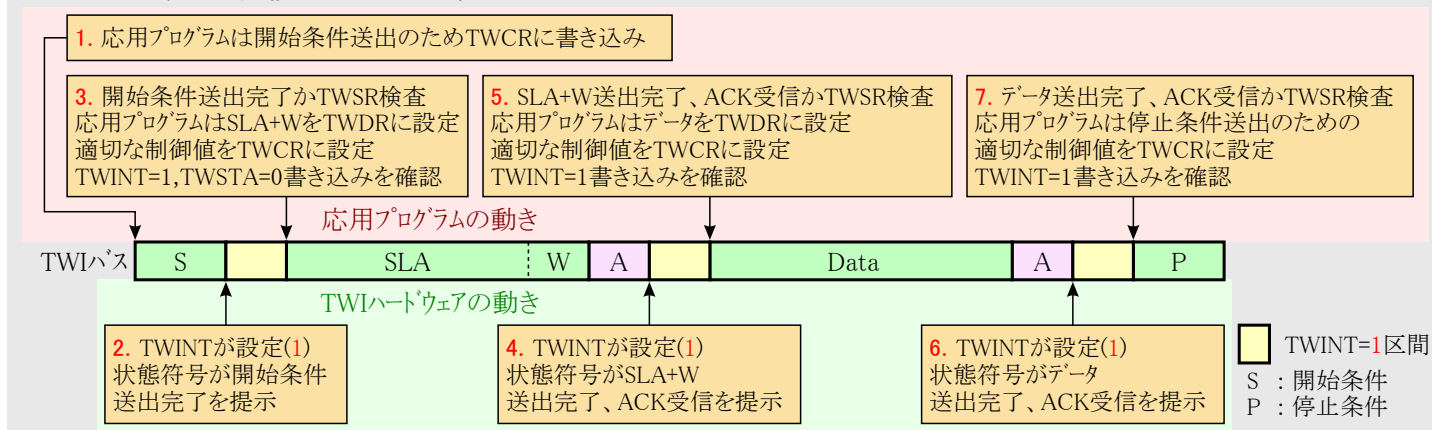 1. 応用プログラムは開始条件送出のためTWCRに書き込み
3. 開始条件送出完了かTWSR検査
応用プログラムはSLA+WをTWDRに設定
適切な制御値をTWCRに設定
TWINT=1,TWSTA=0書き込みを確認
5. SLA+W送出完了、ACK受信かTWSR検査
応用プログラムはデータをTWDRに設定
適切な制御値をTWCRに設定
TWINT=1書き込みを確認
7. データ送出完了、ACK受信かTWSR検査
応用プログラムは停止条件送出のための
適切な制御値をTWCRに設定
TWINT=1書き込みを確認
応用プログラムの動き
TWIバス S SLA W A Data A P
TWIハードウェアの動き
2. TWINTが設定(1)
状態符号が開始条件
送出完了を提示
4. TWINTが設定(1)
状態符号がSLA+W
送出完了、ACK受信を提示
6. TWINTが設定(1)
状態符号がデータ
送出完了、ACK受信を提示
TWINT=1区間
S : 開始条件
P : 停止条件